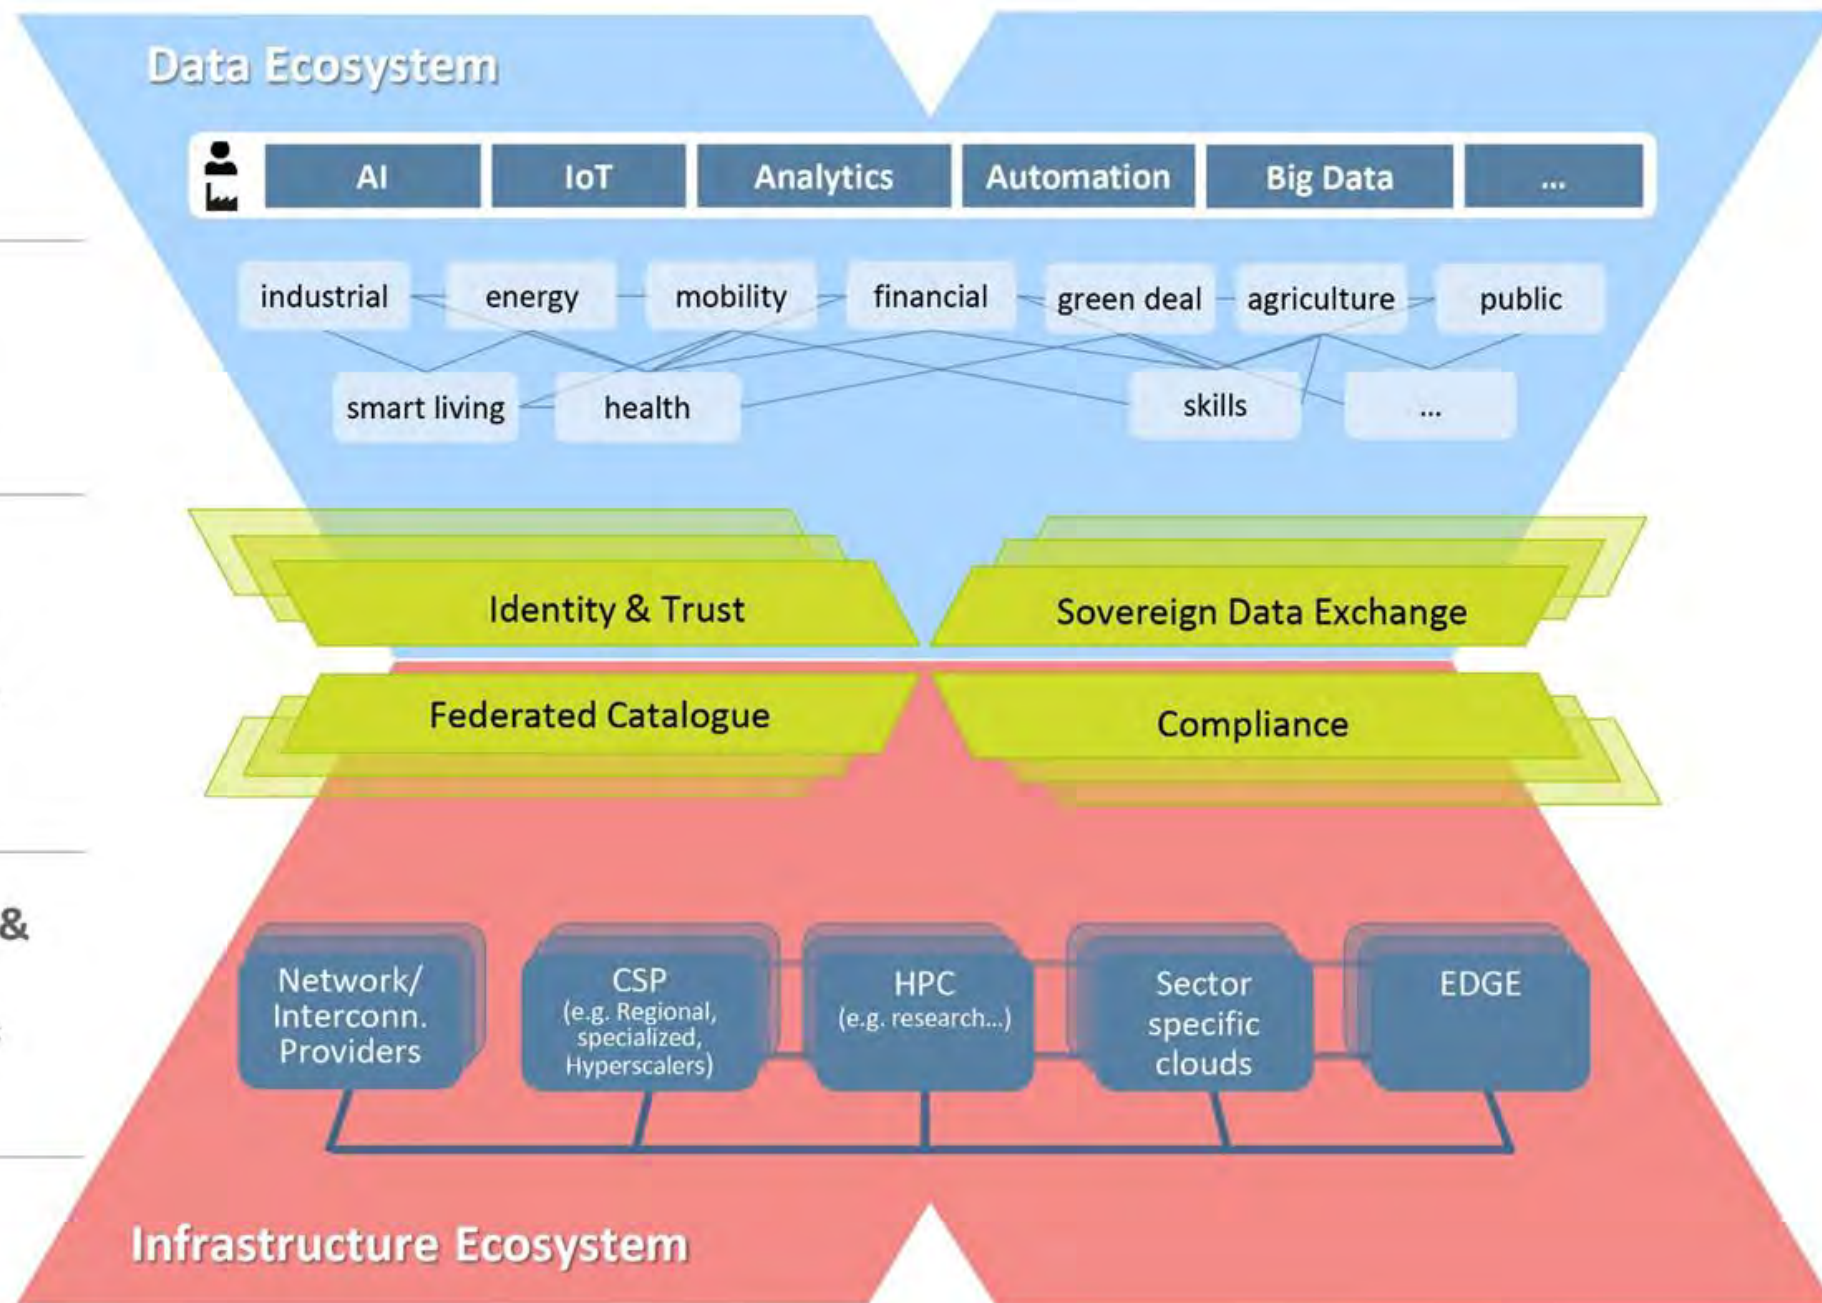 Data Ecosystem
AI IoT Analytics Automation Big Data ...
industrial energy mobility financial green deal agriculture public
smart living health skills ...
Identity & Trust Sovereign Data Exchange
Federated Catalogue Compliance
&
Network/
Interconn.
Providers
CSP
(e.g. Regional,
specialized,
Hyperscalers)
HPC
(e.g. research...)
Sector
specific
clouds
EDGE
Infrastructure Ecosystem